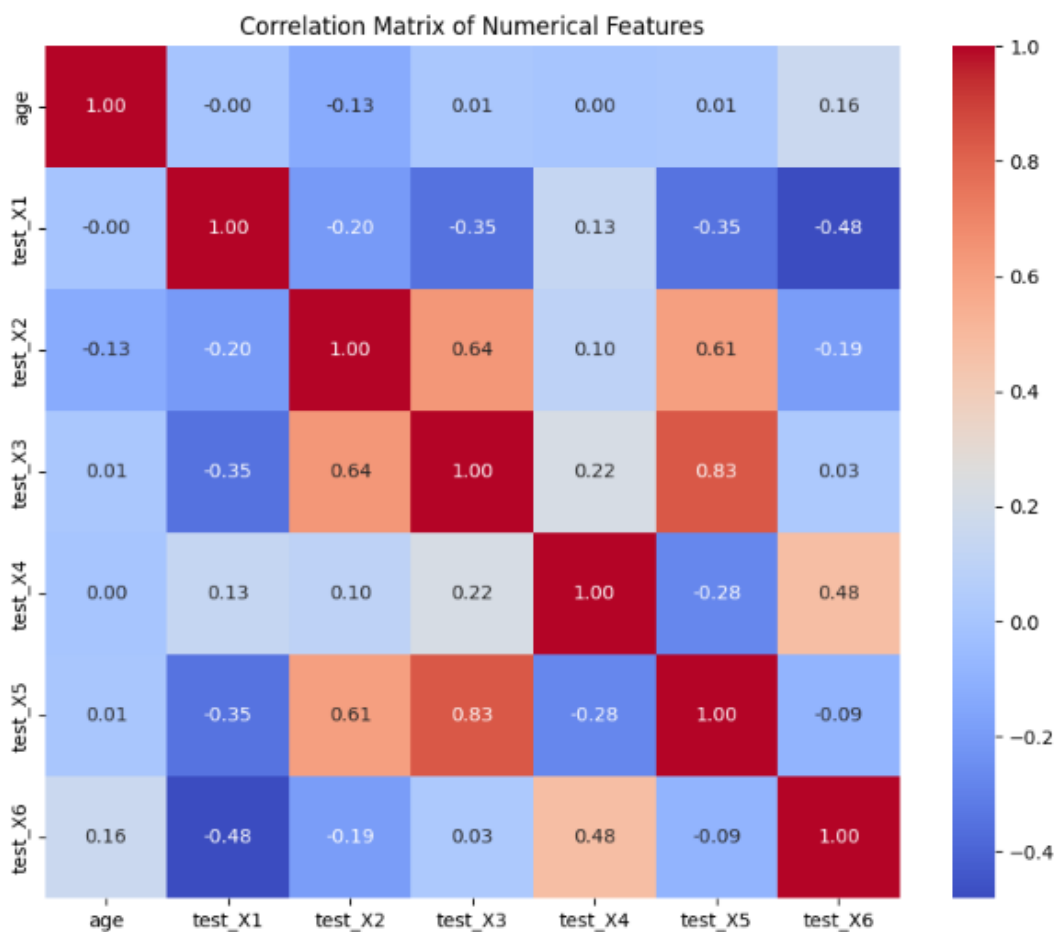 Correlation Matrix of Numerical Features
age 1.00 -0.00 -0.13 0.01 0.00 0.01 0.16
test_X1 -0.00 1.00 -0.20 -0.35 0.13 -0.35 -0.48
test_X2 -0.13 -0.20 1.00 0.64 0.10 0.61 -0.19
test_X3 0.01 -0.35 0.64 1.00 0.22 0.83 0.03
test_X4 0.00 0.13 0.10 0.22 1.00 -0.28 0.48
test_X5 0.01 -0.35 0.61 0.83 -0.28 1.00 -0.09
test_X6 0.16 -0.48 -0.19 0.03 0.48 -0.09 1.00
age test_X1 test_X2 test_X3 test_X4 test_X5 test_X6
1.0
0.8
0.6
0.4
0.2
0.0
−0.2
−0.4